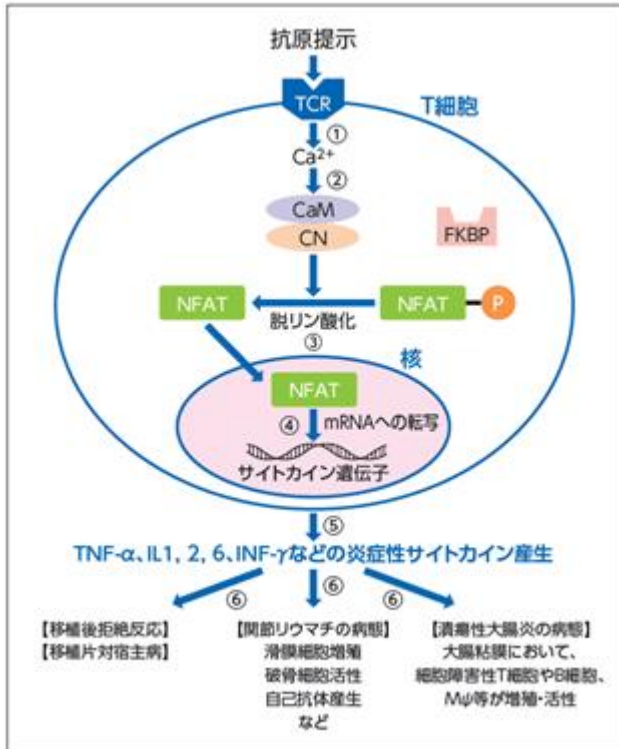 抗原提示
TCR
T細胞
①
Ca2+
②
CaM
CN
FKBP
NFAT
NFAT
P
脱リン酸化
③
核
NFAT
④
mRNAへの転写
サイトカイン遺伝子
⑤
TNF-α、IL1, 2, 6、INF-γなどの炎症性サイトカイン産生
⑥
⑥
⑥
【移植後拒絶反応】
【移植片対宿主病】
【関節リウマチの病態】
滑膜細胞増殖
破骨細胞活性
自己抗体産生
など
【潰瘍性大腸炎の病態】
大腸粘膜において、
細胞障害性T細胞やB細胞、
Mψ等が増殖・活性